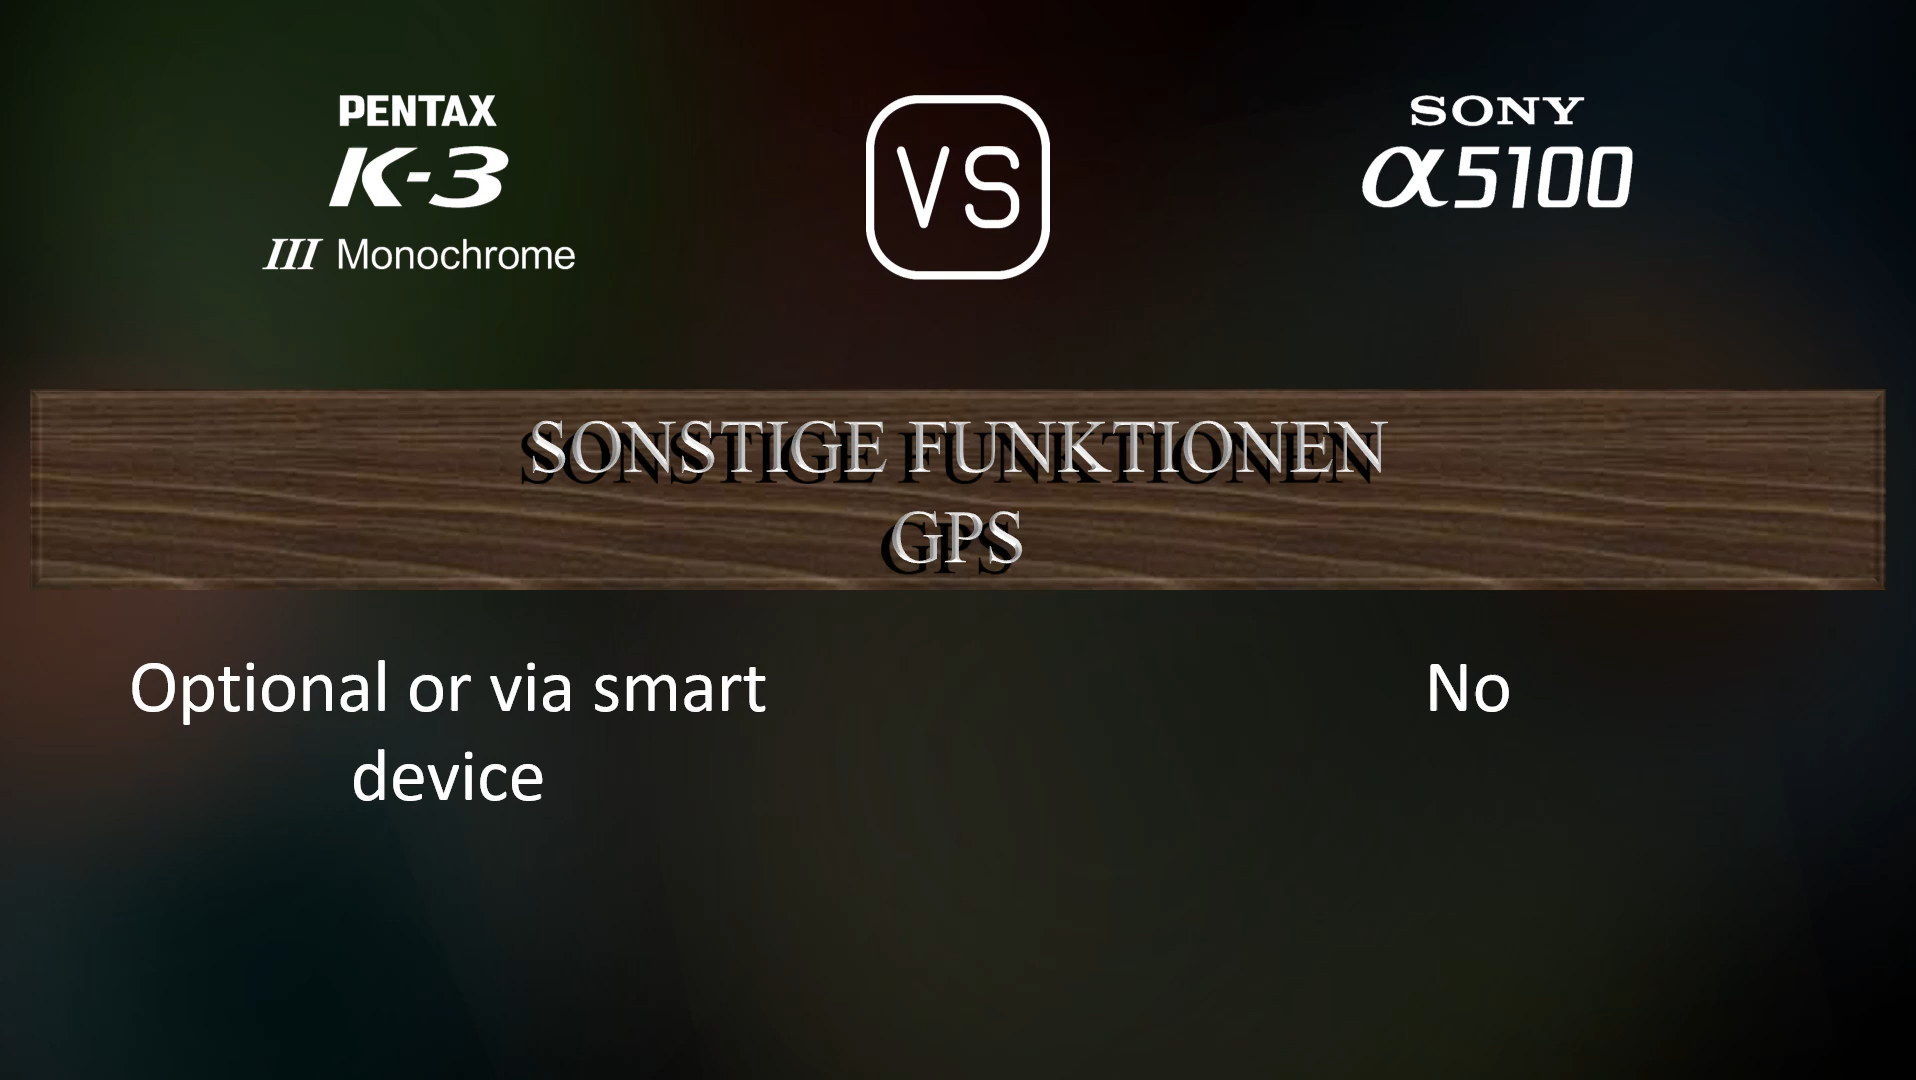 PENTAX
K-3
III Monochrome
VS
SONY
α5100
SONSTIGE FUNKTIONEN
GPS
Optional or via smart
device
No